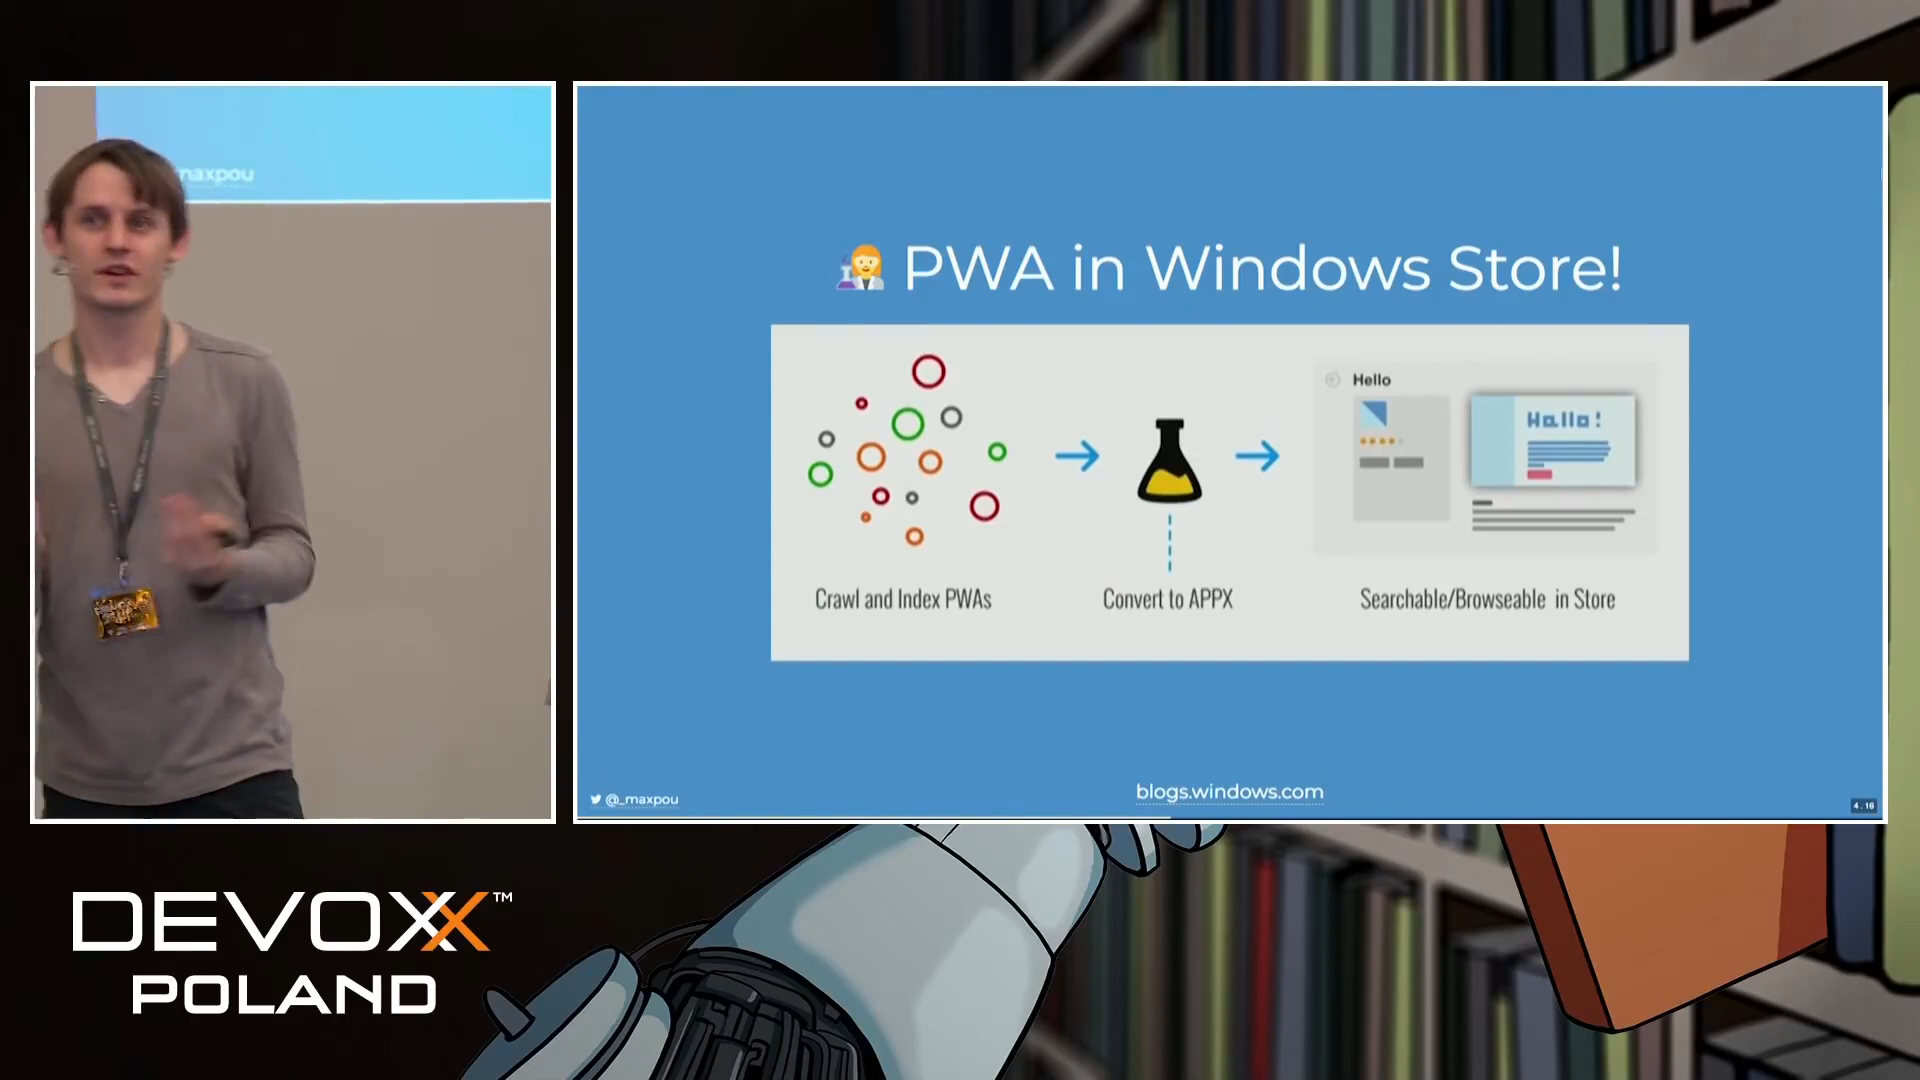 maxpou
PWA in Windows Store!
Hello
Hello!
Crawl and Index PWAs
Convert to APPX
Searchable/Browseable in Store
@_maxpou
blogs.windows.com
4.16
DEVOXX™
POLAND